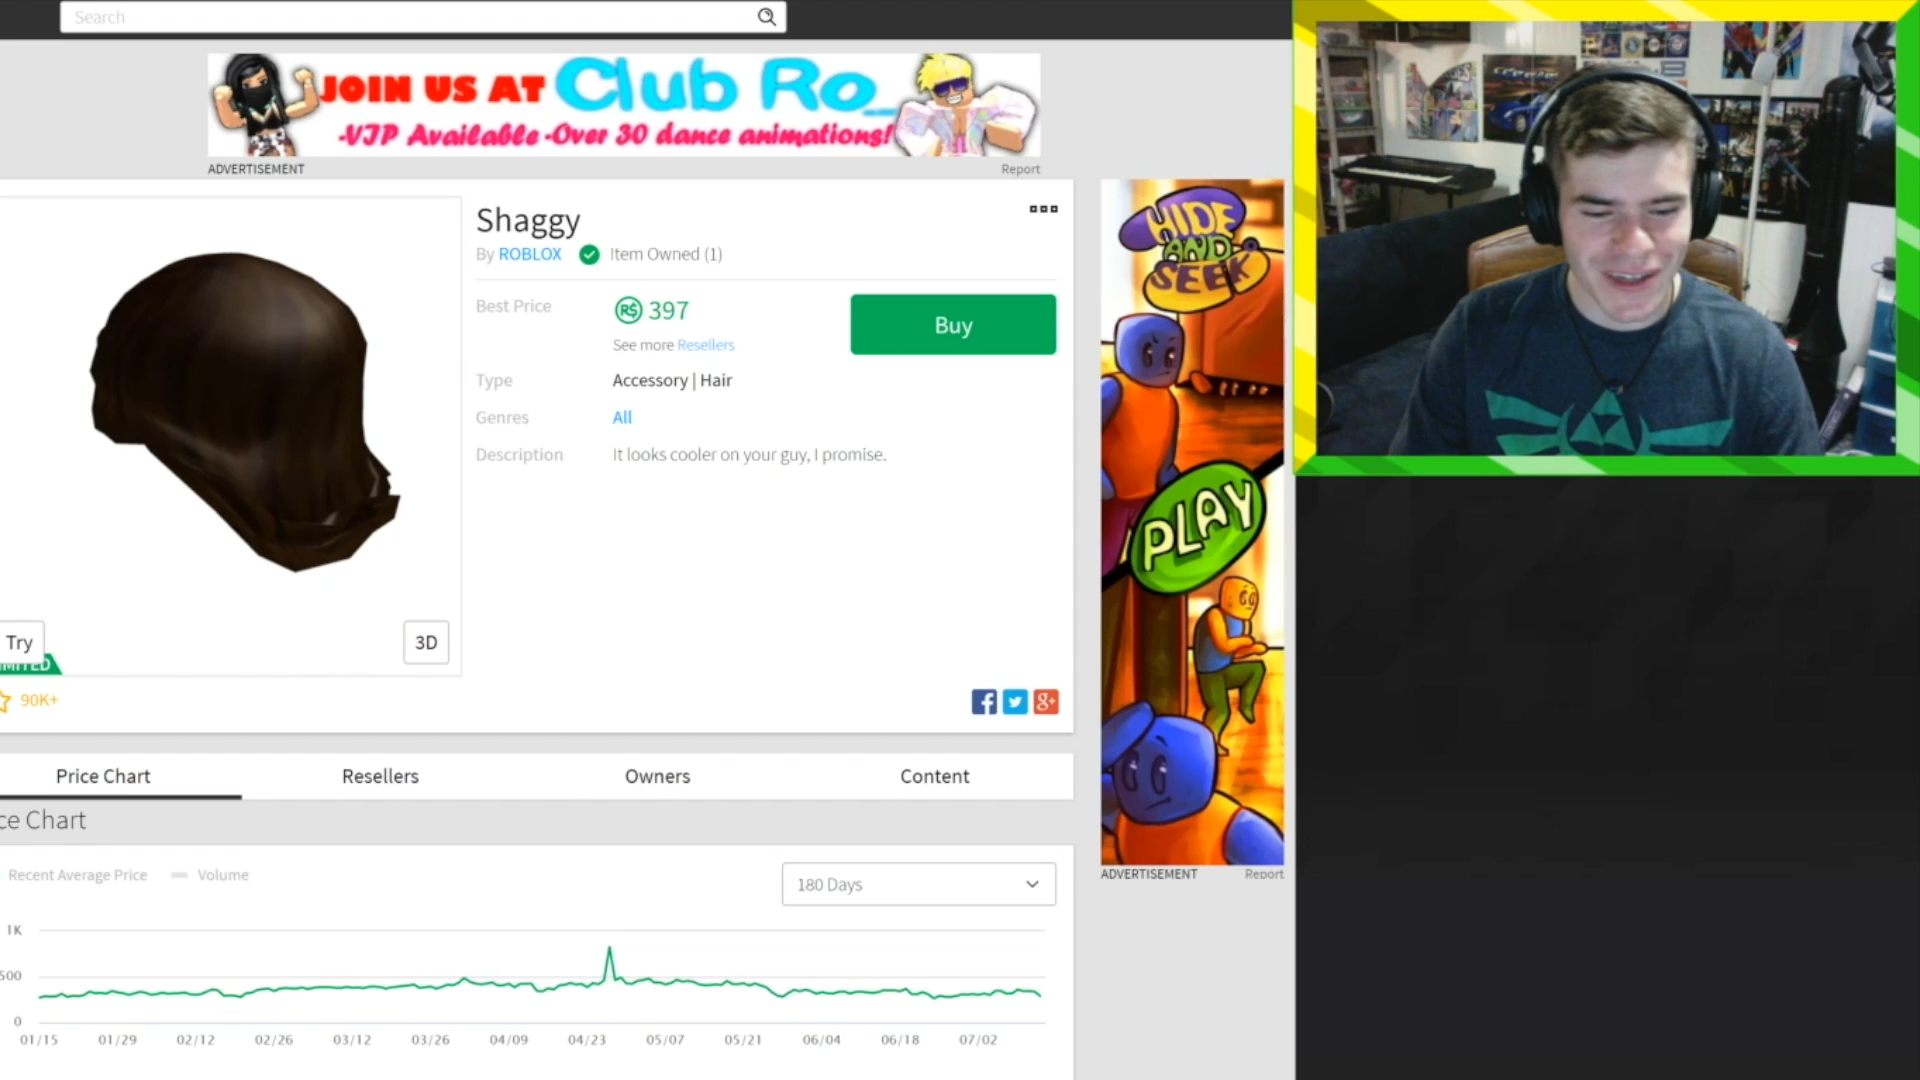 Search
JOIN US AT Club Ro...
-VIP Available -Over 30 dance animations!
ADVERTISEMENT
Report
Shaggy
By ROBLOX Item Owned (1)
Best Price
R$ 397
Buy
See more Resellers
Type
Accessory | Hair
Genres
All
Description
It looks cooler on your guy, I promise.
Try
3D
90K+
HIDE
AND
SEEK
PLAY
ADVERTISEMENT
Report
Price Chart
Resellers
Owners
Content
ce Chart
Recent Average Price
Volume
180 Days
1K
500
0
01/15 01/29 02/12 02/26 03/12 03/26 04/09 04/23 05/07 05/21 06/04 06/18 07/02